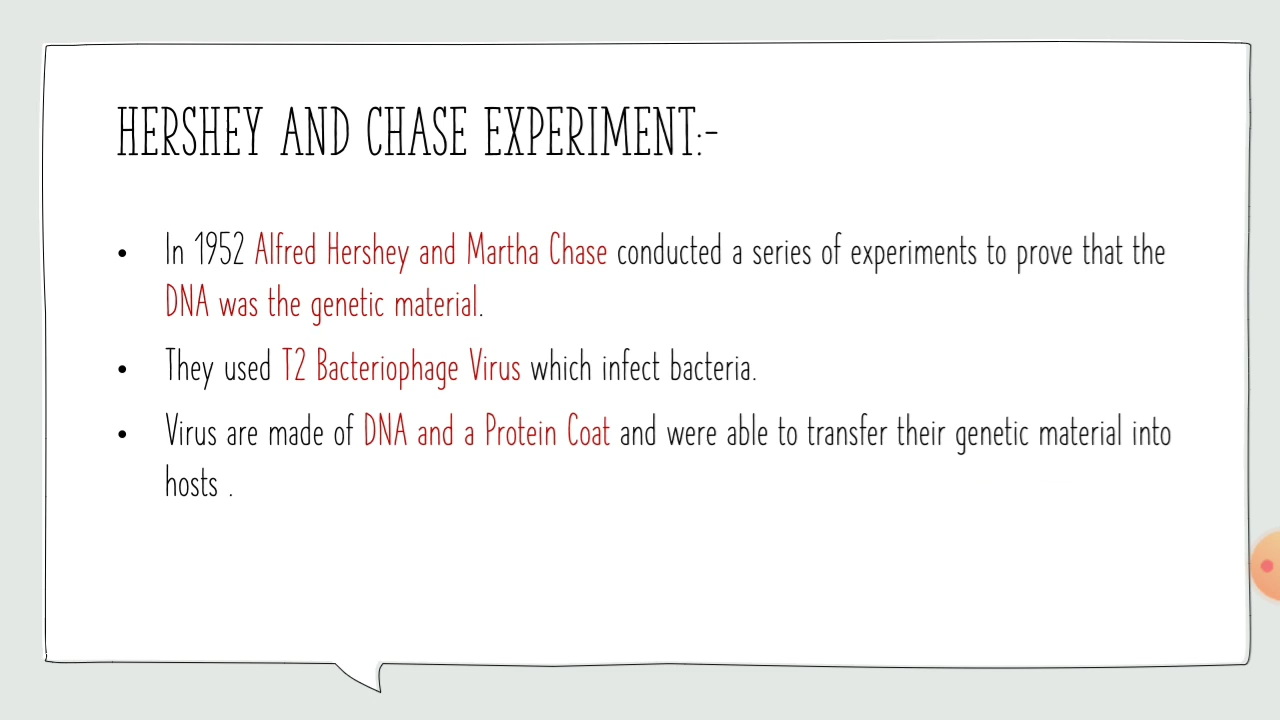 HERSHEY AND CHASE EXPERIMENT:-
• In 1952 Alfred Hershey and Martha Chase conducted a series of experiments to prove that the
DNA was the genetic material.
• They used T2 Bacteriophage Virus which infect bacteria.
• Virus are made of DNA and a Protein Coat and were able to transfer their genetic material into
hosts .